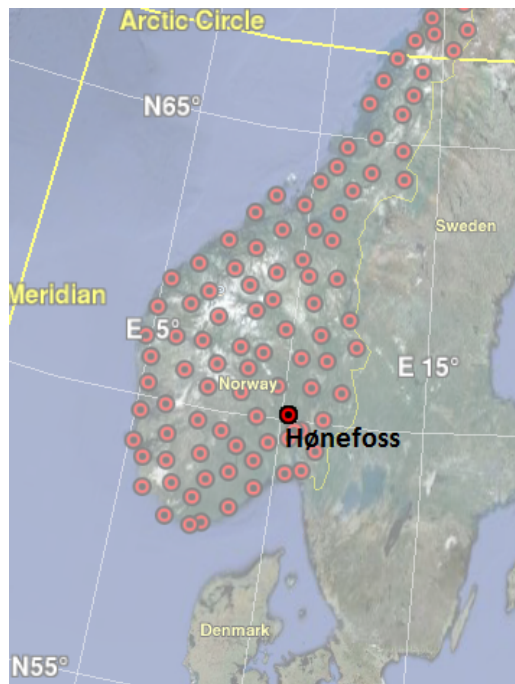 Arctic-Circle
N65°
Sweden
Meridian
E 5°
E 15°
Norway
Hønefoss
Denmark
N55°